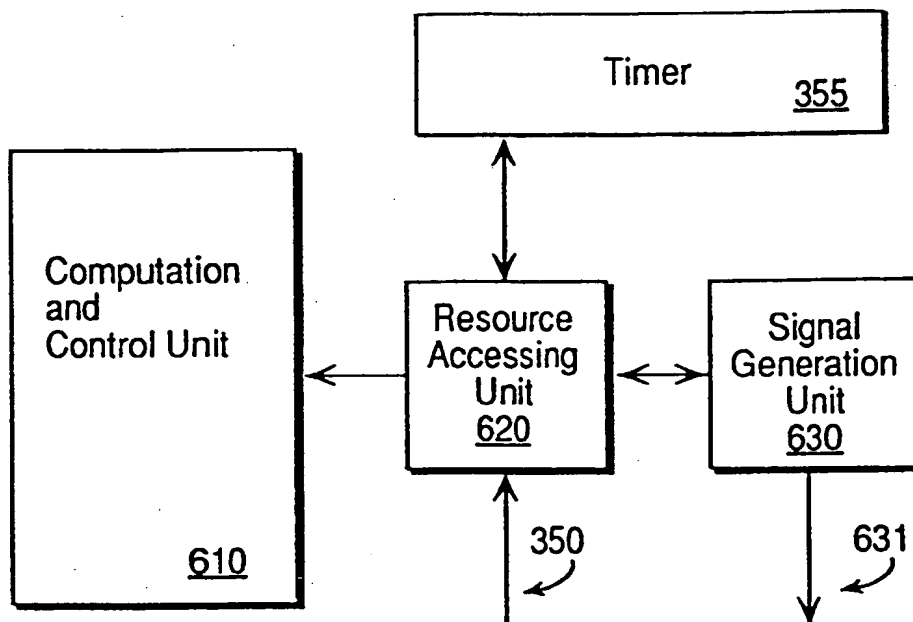 Timer
355
Computation
and
Control Unit
610
Resource
Accessing
Unit
620
Signal
Generation
Unit
630
350
631